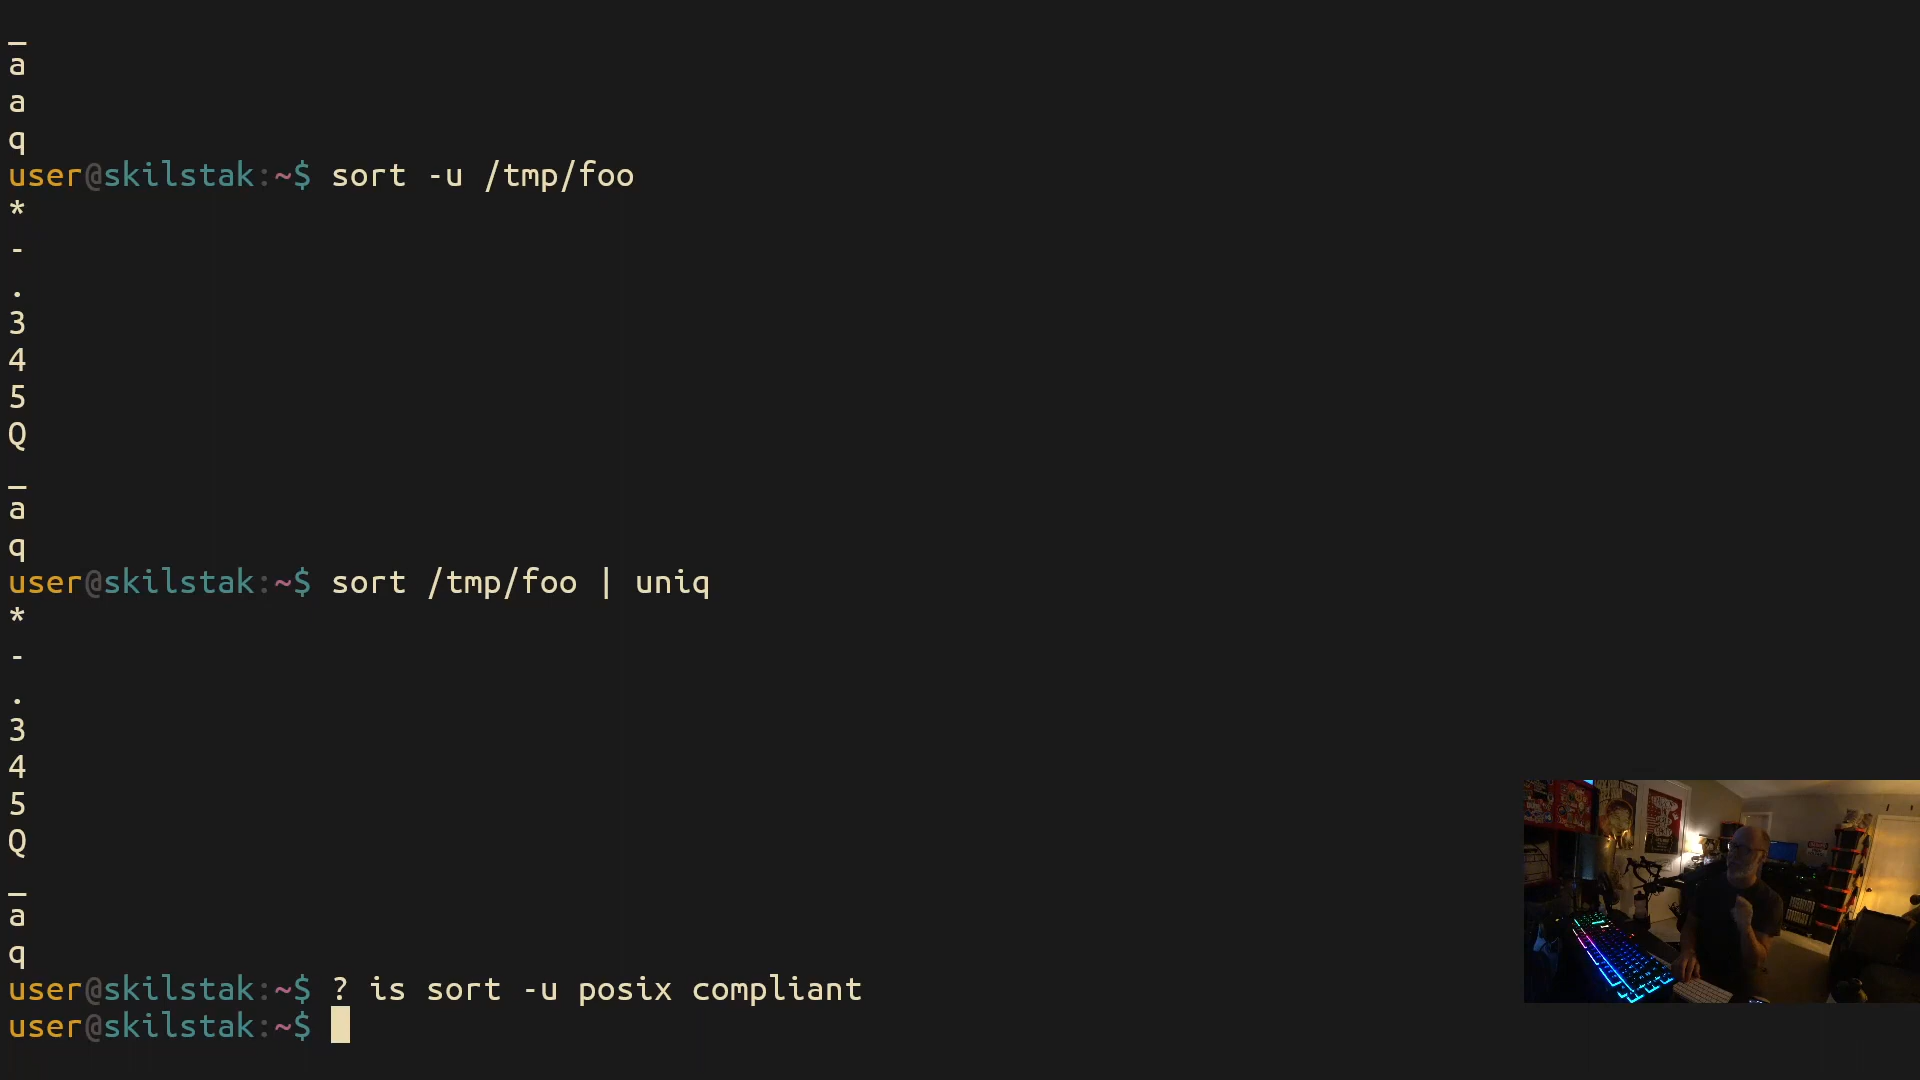 _
a
a
q
user@skilstak:~$ sort -u /tmp/foo
*
-
.
3
4
5
Q
_
a
q
user@skilstak:~$ sort /tmp/foo | uniq
*
-
.
3
4
5
Q
_
a
q
user@skilstak:~$ ? is sort -u posix compliant
user@skilstak:~$